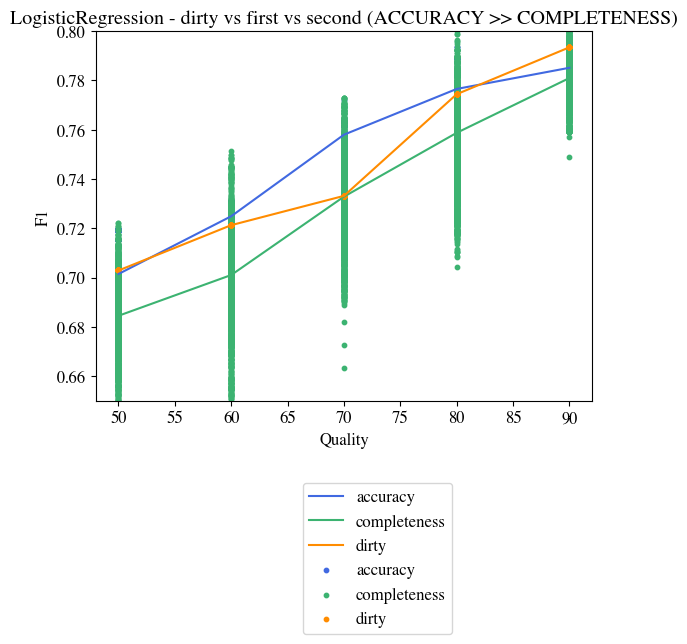 LogisticRegression - dirty vs first vs second (ACCURACY >> COMPLETENESS)
0.80
0.78
0.76
0.74
0.72
0.70
0.68
0.66
F1
50 55 60 65 70 75 80 85 90
Quality
accuracy
completeness
dirty
accuracy
completeness
dirty